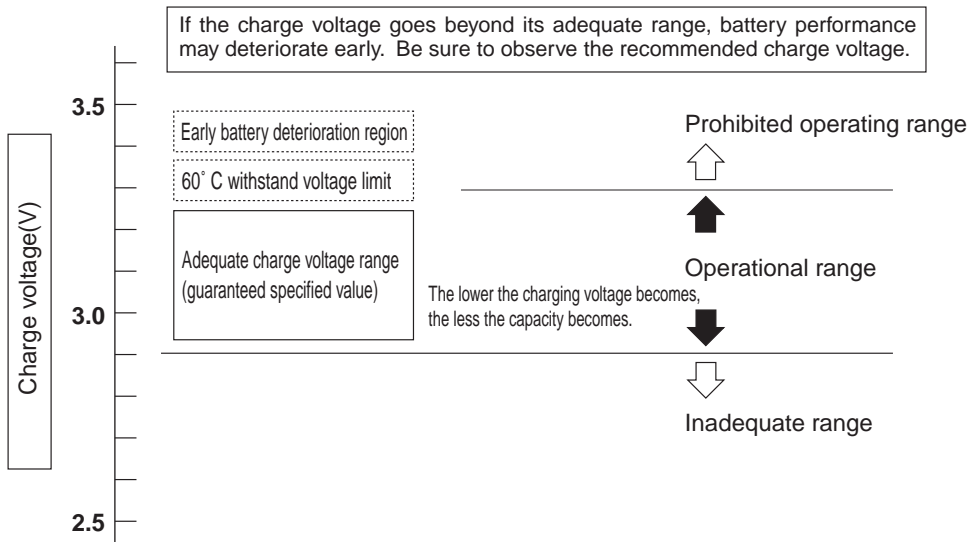 If the charge voltage goes beyond its adequate range, battery performance
may deteriorate early. Be sure to observe the recommended charge voltage.
3.5
Early battery deterioration region
Prohibited operating range
60˚ C withstand voltage limit
Charge voltage(V)
Adequate charge voltage range
(guaranteed specified value)
Operational range
The lower the charging voltage becomes,
the less the capacity becomes.
3.0
Inadequate range
2.5